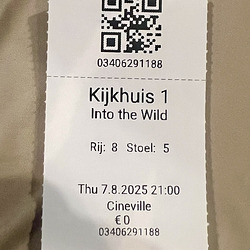 03406291188
Kijkhuis 1
Into the Wild
Rij: 8 Stoel: 5
Thu 7.8.2025 21:00
Cineville
€ 0
03406291188